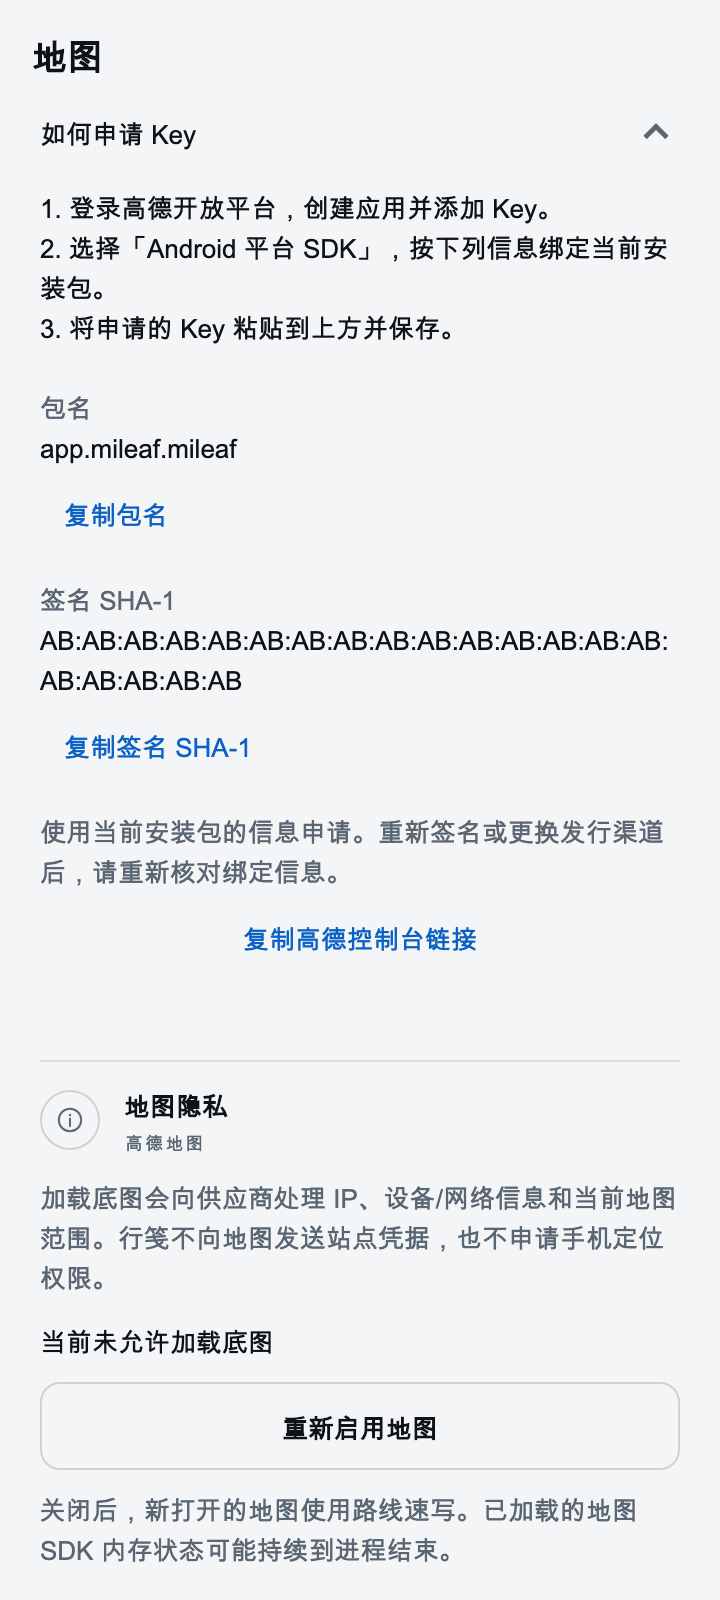 地图
如何申请 Key
1. 登录高德开放平台，创建应用并添加 Key。
2. 选择「Android 平台 SDK」，按下列信息绑定当前安
装包。
3. 将申请的 Key 粘贴到上方并保存。
包名
app.mileaf.mileaf
复制包名
签名 SHA-1
AB:AB:AB:AB:AB:AB:AB:AB:AB:AB:AB:AB:AB:AB:AB:
AB:AB:AB:AB:AB
复制签名 SHA-1
使用当前安装包的信息申请。重新签名或更换发行渠道
后，请重新核对绑定信息。
复制高德控制台链接
地图隐私
高德地图
加载底图会向供应商处理 IP、设备/网络信息和当前地图
范围。行笺不向地图发送站点凭据，也不申请手机定位
权限。
当前未允许加载底图
重新启用地图
关闭后，新打开的地图使用路线速写。已加载的地图
SDK 内存状态可能持续到进程结束。